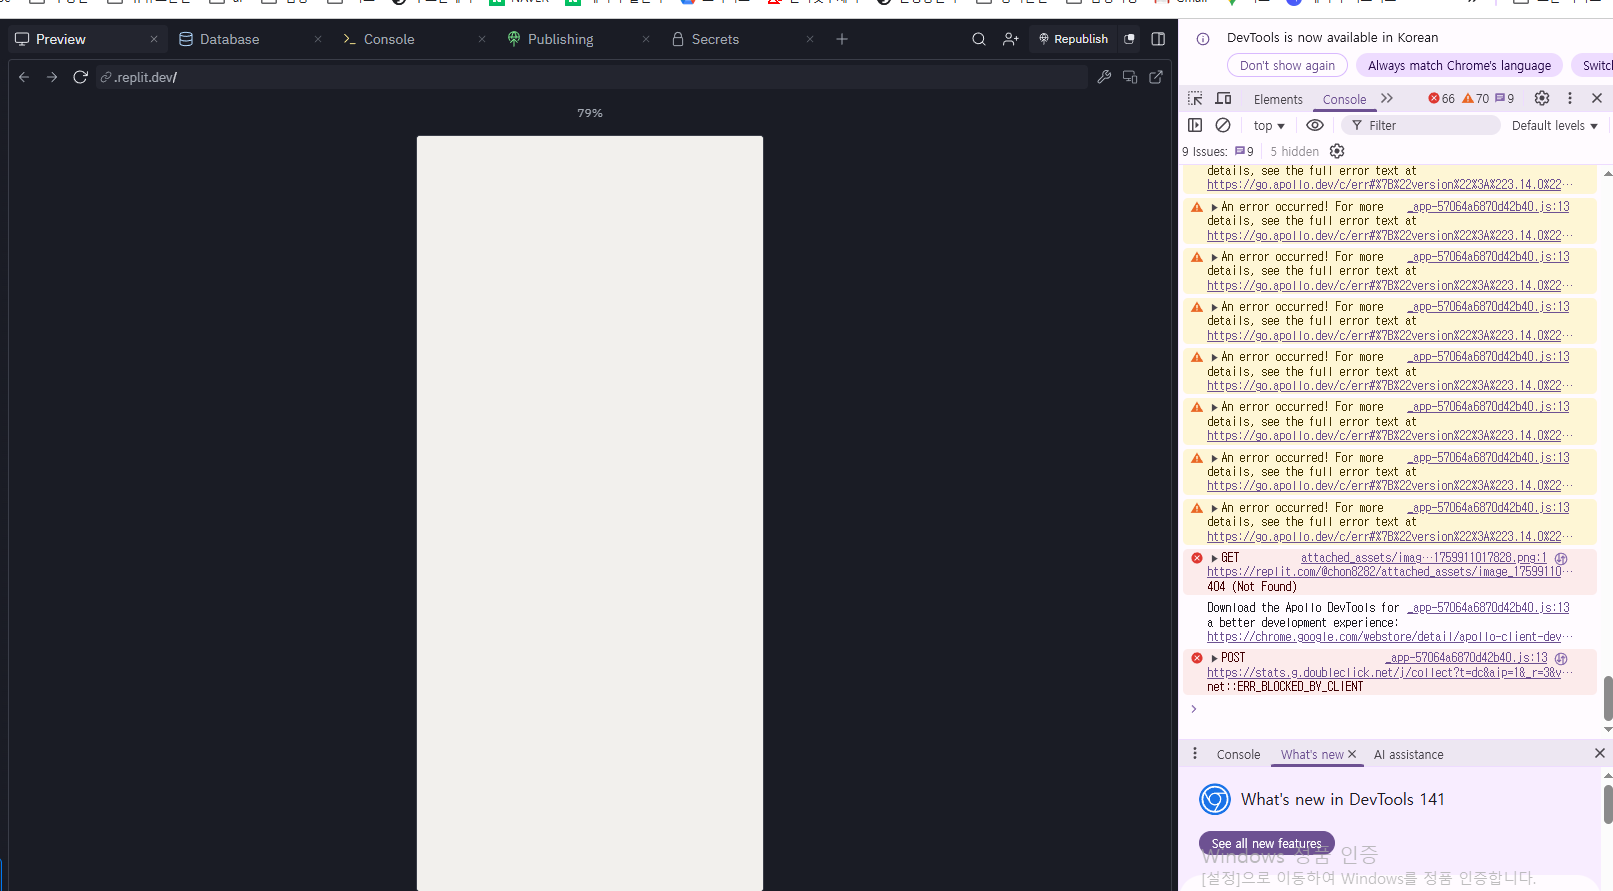 Preview
Database
Console
Publishing
Secrets
Republish
.replit.dev/
79%
DevTools is now available in Korean
Don't show again
Always match Chrome's language
Switch
Elements
Console
66
70
9
top
Filter
Default levels
9 Issues:
9
5 hidden
details, see the full error text at
https://go.apollo.dev/c/err#%7B%22version%22%3A%223.14.0%22…
An error occurred! For more _app-57064a6870d42b40.js:13
details, see the full error text at
https://go.apollo.dev/c/err#%7B%22version%22%3A%223.14.0%22…
An error occurred! For more _app-57064a6870d42b40.js:13
details, see the full error text at
https://go.apollo.dev/c/err#%7B%22version%22%3A%223.14.0%22…
An error occurred! For more _app-57064a6870d42b40.js:13
details, see the full error text at
https://go.apollo.dev/c/err#%7B%22version%22%3A%223.14.0%22…
An error occurred! For more _app-57064a6870d42b40.js:13
details, see the full error text at
https://go.apollo.dev/c/err#%7B%22version%22%3A%223.14.0%22…
An error occurred! For more _app-57064a6870d42b40.js:13
details, see the full error text at
https://go.apollo.dev/c/err#%7B%22version%22%3A%223.14.0%22…
An error occurred! For more _app-57064a6870d42b40.js:13
details, see the full error text at
https://go.apollo.dev/c/err#%7B%22version%22%3A%223.14.0%22…
An error occurred! For more _app-57064a6870d42b40.js:13
details, see the full error text at
https://go.apollo.dev/c/err#%7B%22version%22%3A%223.14.0%22…
GET attached_assets/imag…1759911017828.png:1
https://replit.com/@chon8282/attached_assets/image_17599110…
404 (Not Found)
Download the Apollo DevTools for _app-57064a6870d42b40.js:13
a better development experience:
https://chrome.google.com/webstore/detail/apollo-client-dev…
POST _app-57064a6870d42b40.js:13
https://stats.g.doubleclick.net/j/collect?t=dc&aip=1&_r=3&v…
net::ERR_BLOCKED_BY_CLIENT
Console
What's new
AI assistance
What's new in DevTools 141
See all new features
Windows 정품 인증
[설정]으로 이동하여 Windows를 정품 인증합니다.